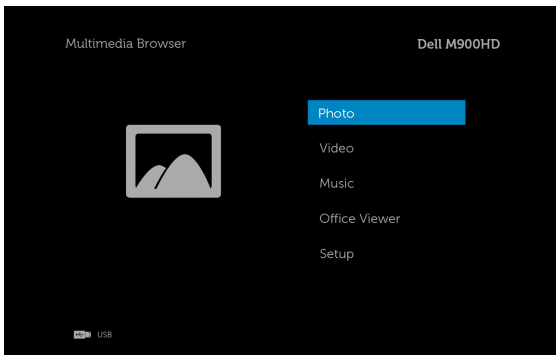 Multimedia Browser
Dell M900HD
Photo
Video
Music
Office Viewer
Setup
USB